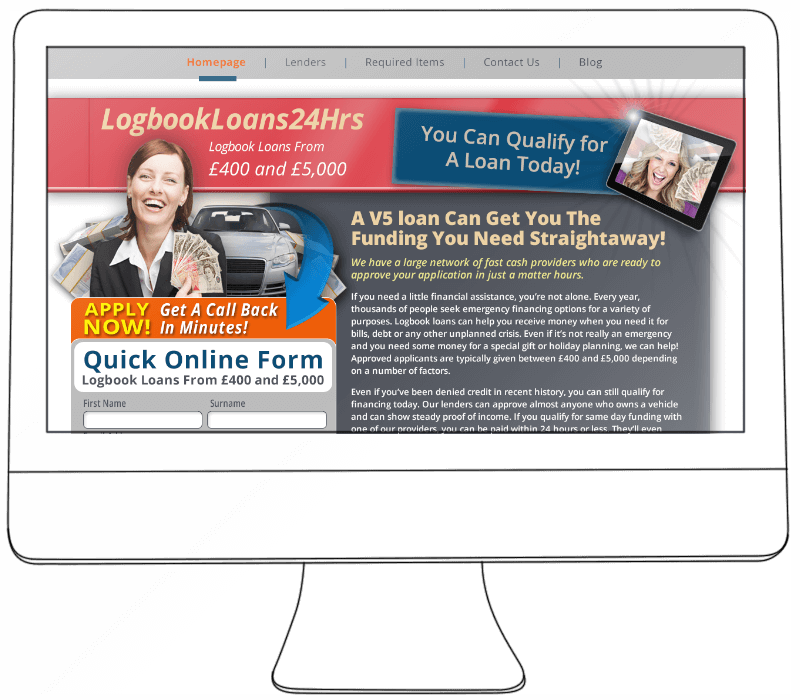 Homepage | Lenders | Required Items | Contact Us | Blog
LogbookLoans24Hrs
Logbook Loans From
£400 and £5,000
You Can Qualify for
A Loan Today!
A V5 loan Can Get You The
Funding You Need Straightaway!
We have a large network of fast cash providers who are ready to
approve your application in just a matter hours.
If you need a little financial assistance, you're not alone. Every year,
thousands of people seek emergency financing options for a variety of
purposes. Logbook loans can help you receive money when you need it for
bills, debt or any other unplanned crisis. Even if it's not really an emergency
and you need some money for a special gift or holiday planning, we can help!
Approved applicants are typically given between £400 and £5,000 depending
on a number of factors.
Even if you've been denied credit in recent history, you can still qualify for
financing today. Our lenders can approve almost anyone who owns a vehicle
and can show steady proof of income. If you qualify for same day funding with
one of our providers, you can be paid within 24 hours or less. They'll even
APPLY
NOW!
Get A Call Back
In Minutes!
Quick Online Form
Logbook Loans From £400 and £5,000
First Name
Surname